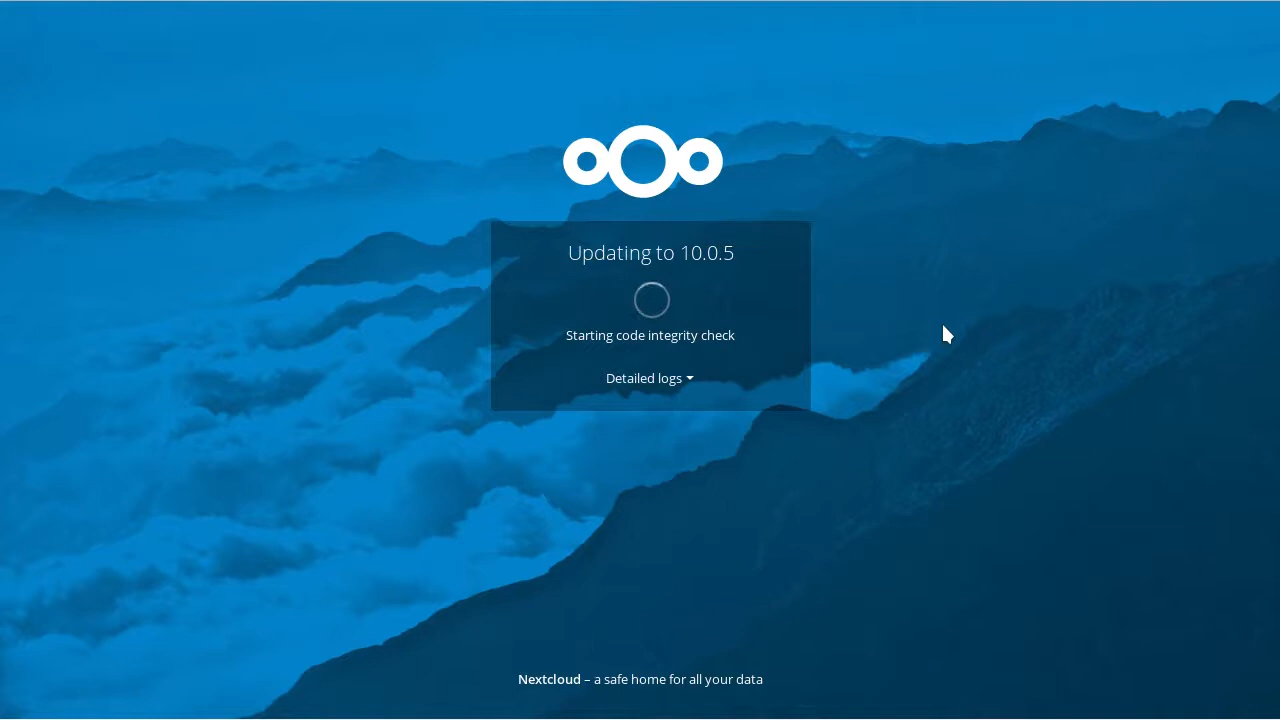 Updating to 10.0.5
Starting code integrity check
Detailed logs
Nextcloud – a safe home for all your data